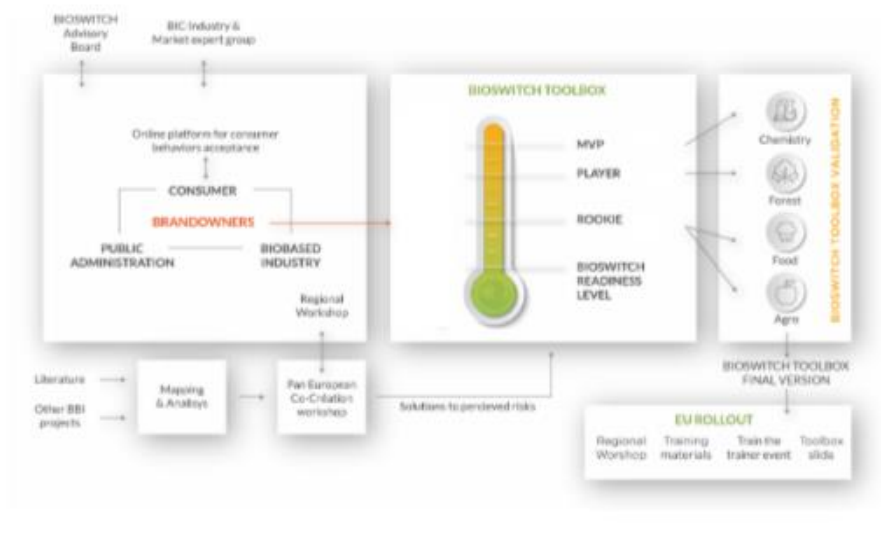 BIOSWITCH
Advisory
Board
BIC-Industry &
Market expert group
Online platform for consumer
behaviors acceptance
CONSUMER
BRANDOWNERS
PUBLIC
ADMINISTRATION
BIOBASED
INDUSTRY
Regional
Workshop
Literature
Other BBI
projects
Mapping
& Analisys
Pan European
Co-Création
workshop
Solutions to percieved risks
BIOSWITCH TOOLBOX
MVP
PLAYER
ROOKIE
BIOSWITCH
READINESS
LEVEL
Chemistry
Forest
Food
Agro
BIOSWITCH TOOLBOX VALIDATION
BIOSWITCH TOOLBOX
FINAL VERSION
EU ROLLOUT
Regional
Worshop
Training
materials
Train the
trainer event
Toolbox
slide